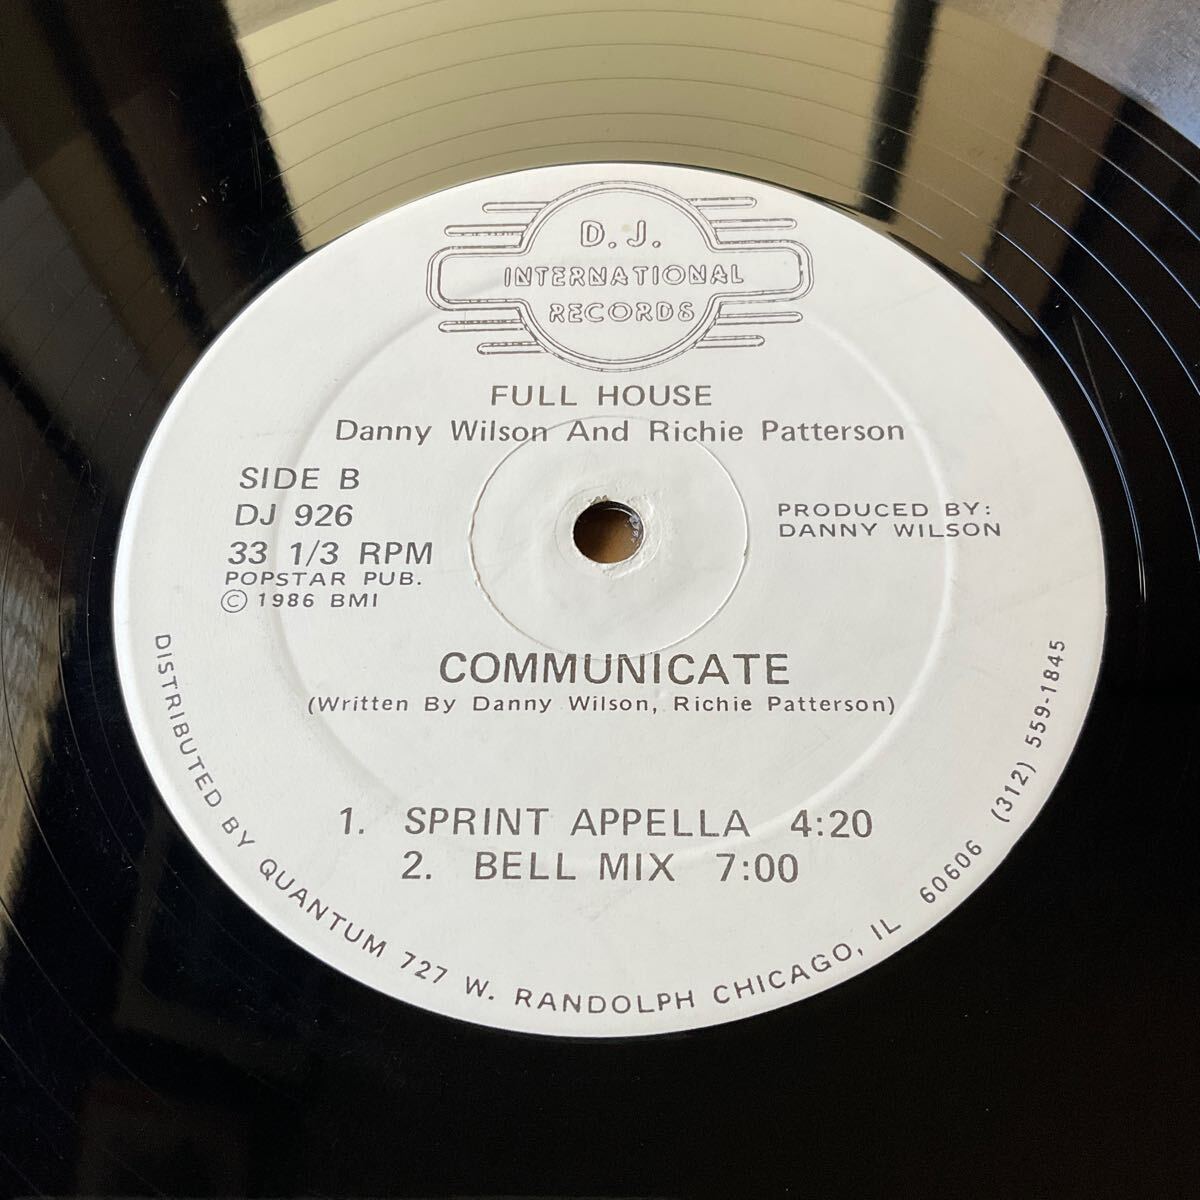 D.J.
INTERNATIONAL
RECORDS
FULL HOUSE
Danny Wilson And Richie Patterson
SIDE B
DJ 926
33 1/3 RPM
POPSTAR PUB.
© 1986 BMI
PRODUCED BY:
DANNY WILSON
COMMUNICATE
(Written By Danny Wilson, Richie Patterson)
1. SPRINT APPELLA 4:20
2. BELL MIX 7:00
DISTRIBUTED BY QUANTUM 727 W. RANDOLPH CHICAGO, IL 60606 (312) 559-1845